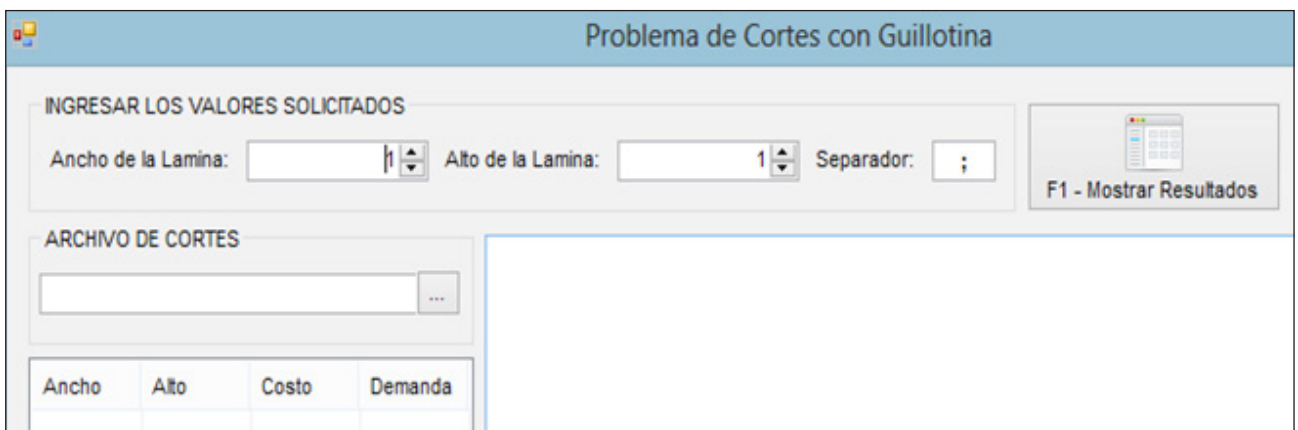 Problema de Cortes con Guillotina
INGRESAR LOS VALORES SOLICITADOS
Ancho de la Lamina: 1 Alto de la Lamina: 1 Separador: ;
F1 - Mostrar Resultados
ARCHIVO DE CORTES
...
Ancho Alto Costo Demanda